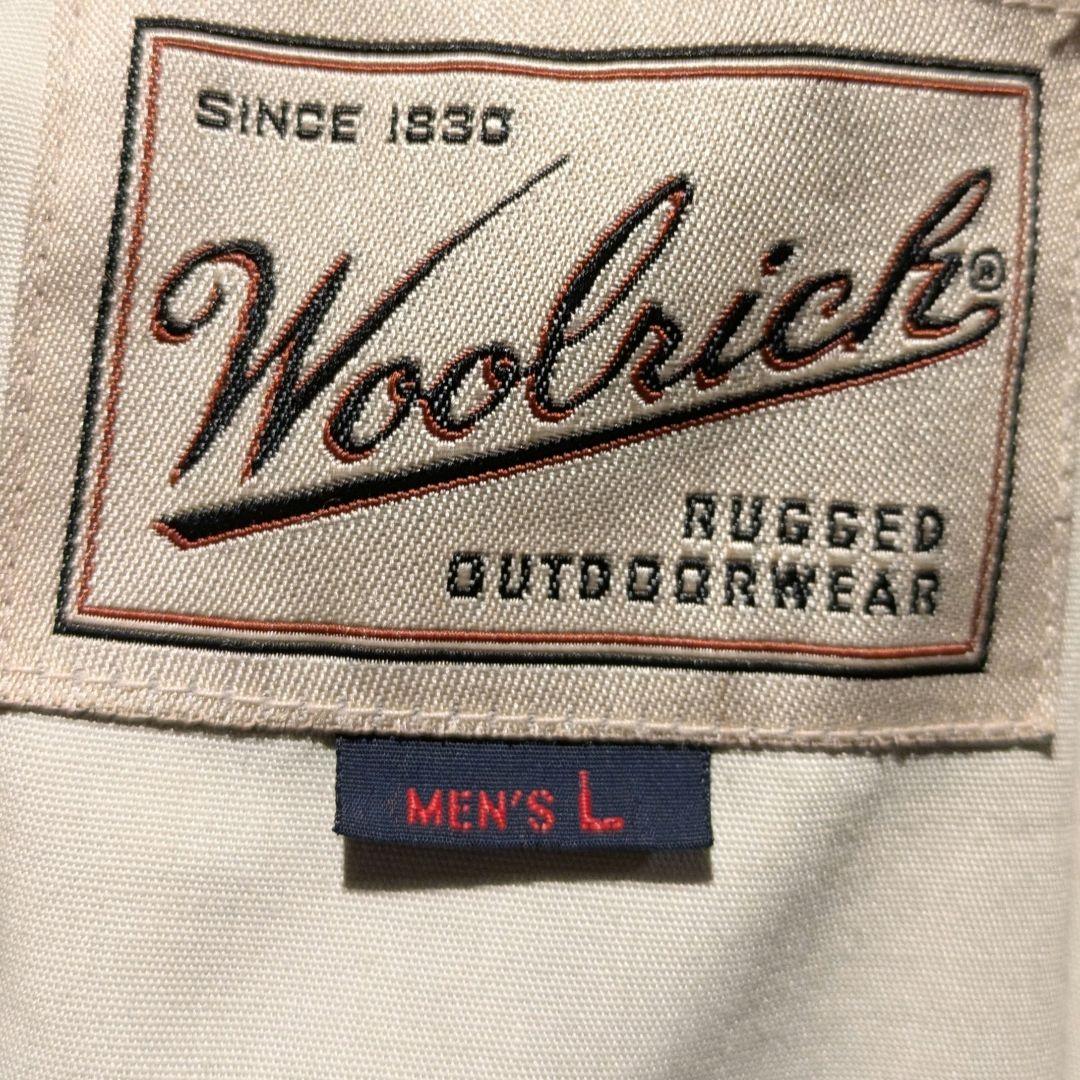 SINCE 1830
Woolrich®
RUGGED
OUTDOORWEAR
MEN'S L